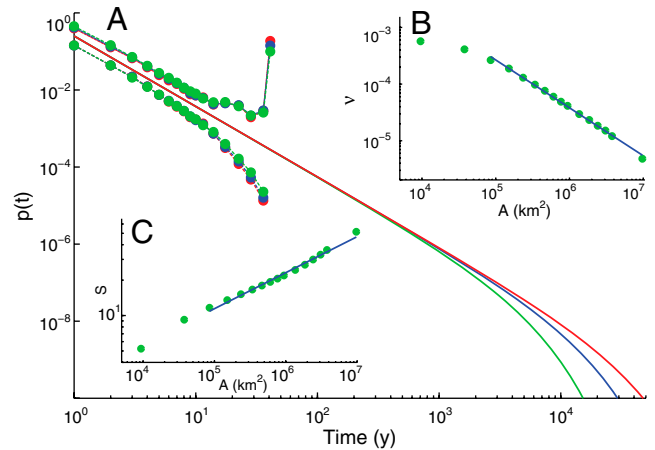 A
B
C
p(t)
10⁰
10⁻²
10⁻⁴
10⁻⁶
10⁻⁸
10⁰ 10¹ 10² 10³ 10⁴
Time (y)
ν
10⁻³
10⁻⁴
10⁻⁵
10⁴ 10⁵ 10⁶ 10⁷
A (km²)
S
10¹
10⁴ 10⁵ 10⁶ 10⁷
A (km²)